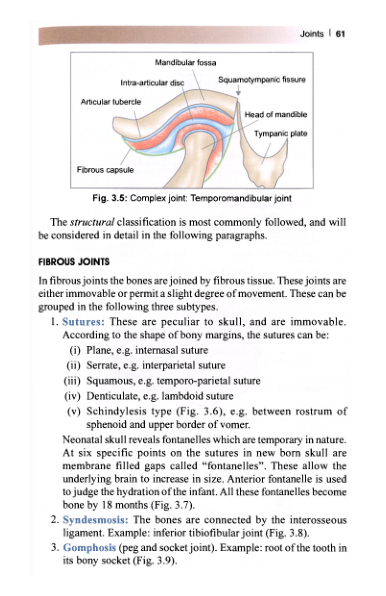 Joints | 61
Mandibular fossa
Intra-articular disc
Squamotympanic fissure
Articular tubercle
Head of mandible
Tympanic plate
Fibrous capsule
Fig. 3.5: Complex joint: Temporomandibular joint
The structural classification is most commonly followed, and will
be considered in detail in the following paragraphs.
FIBROUS JOINTS
In fibrous joints the bones are joined by fibrous tissue. These joints are
either immovable or permit a slight degree of movement. These can be
grouped in the following three subtypes.
1. Sutures: These are peculiar to skull, and are immovable.
According to the shape of bony margins, the sutures can be:
(i) Plane, e.g. internasal suture
(ii) Serrate, e.g. interparietal suture
(iii) Squamous, e.g. temporo-parietal suture
(iv) Denticulate, e.g. lambdoid suture
(v) Schindylesis type (Fig. 3.6), e.g. between rostrum of
sphenoid and upper border of vomer.
Neonatal skull reveals fontanelles which are temporary in nature.
At six specific points on the sutures in new born skull are
membrane filled gaps called “fontanelles”. These allow the
underlying brain to increase in size. Anterior fontanelle is used
to judge the hydration of the infant. All these fontanelles become
bone by 18 months (Fig. 3.7).
2. Syndesmosis: The bones are connected by the interosseous
ligament. Example: inferior tibiofibular joint (Fig. 3.8).
3. Gomphosis (peg and socket joint). Example: root of the tooth in
its bony socket (Fig. 3.9).